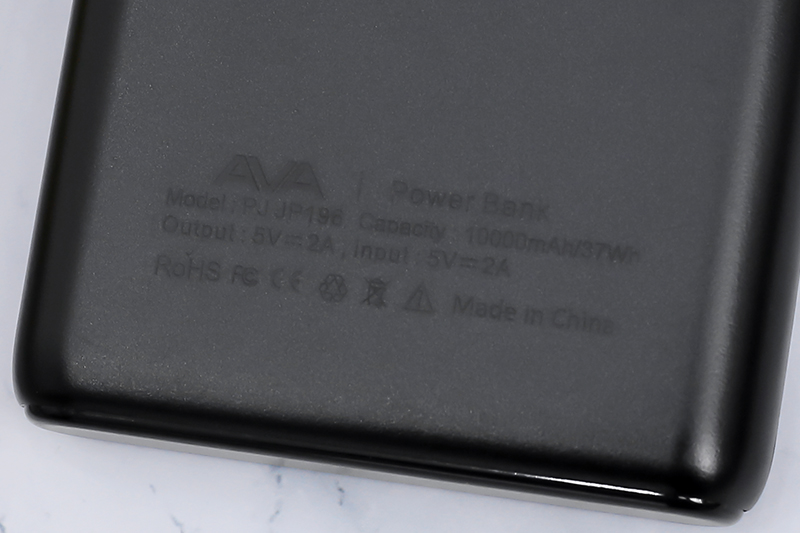 AVA | Power Bank
Model : PJ JP196 Capacity : 10000mAh/37Wh
Output : 5V⎓2A , Input : 5V⎓2A
RoHS FC CE Made in China